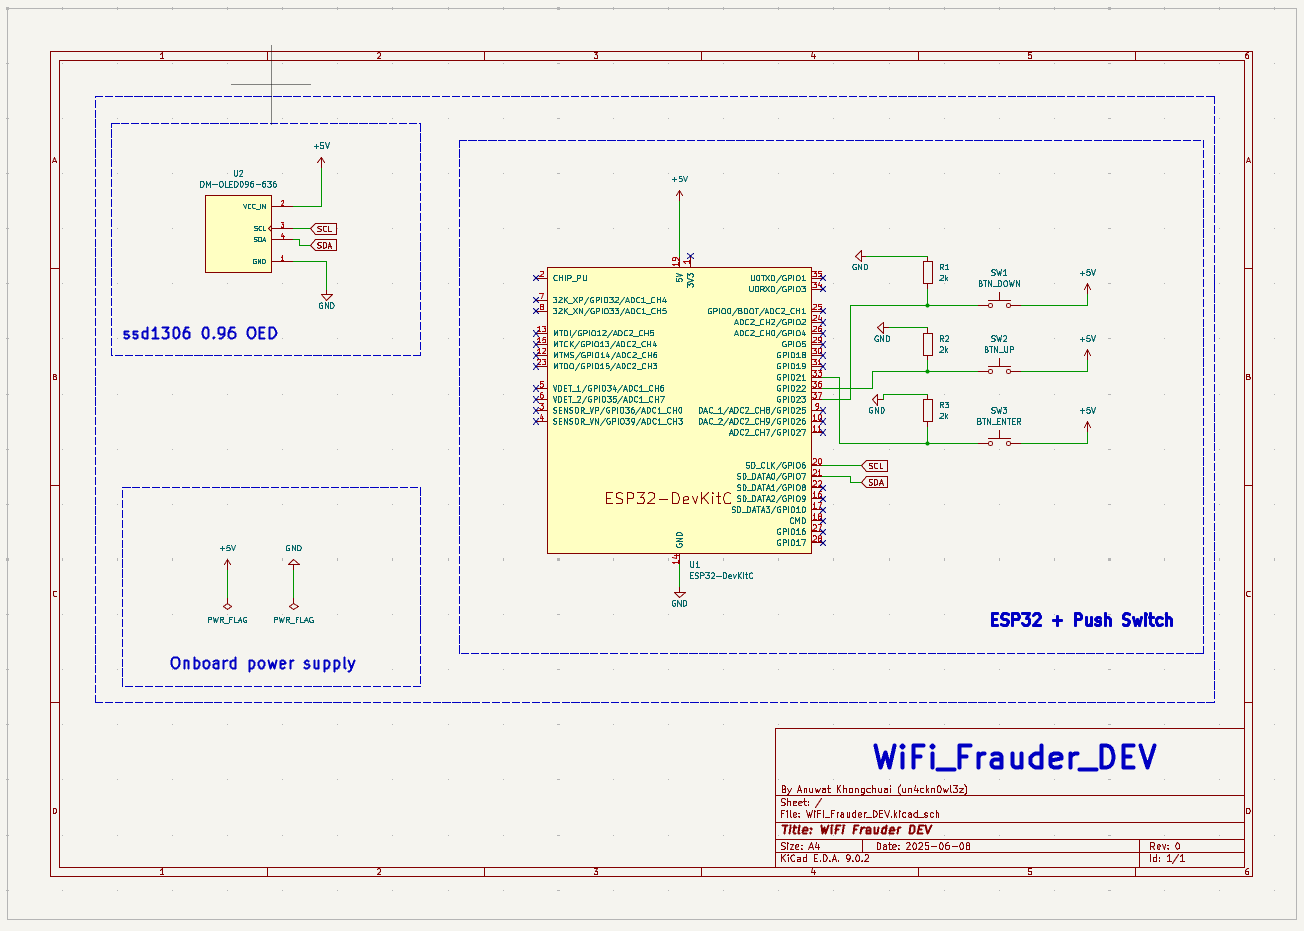 1 2 3 4 5 6
A
B
C
D
+5V
U2
DM-OLED096-636
VCC_IN 2
SCL 3 SCL
SDA 4 SDA
GND 1
GND
ssd1306 0.96 OED
+5V GND
PWR_FLAG PWR_FLAG
Onboard power supply
+5V
19
5V 3V3
2 CHIP_PU
7 32K_XP/GPIO32/ADC1_CH4
8 32K_XN/GPIO33/ADC1_CH5
13 MTDI/GPIO12/ADC2_CH5
MTCK/GPIO13/ADC2_CH4
12 MTMS/GPIO14/ADC2_CH6
23 MTDO/GPIO15/ADC2_CH3
5 VDET_1/GPIO34/ADC1_CH6
6 VDET_2/GPIO35/ADC1_CH7
3 SENSOR_VP/GPIO36/ADC1_CH0
4 SENSOR_VN/GPIO39/ADC1_CH3
U0TXD/GPIO1 35
U0RXD/GPIO3 34
GPIO0/BOOT/ADC2_CH1 25
ADC2_CH2/GPIO2 24
ADC2_CH0/GPIO4 26
GPIO5 29
GPIO18 30
GPIO19 31
GPIO21 33
GPIO22 36
GPIO23 37
DAC_1/ADC2_CH8/GPIO25 9
DAC_2/ADC2_CH9/GPIO26 10
ADC2_CH7/GPIO27 11
SD_CLK/GPIO6 20 SCL
SD_DATA0/GPIO7 21 SDA
SD_DATA1/GPIO8 22
SD_DATA2/GPIO9 16
SD_DATA3/GPIO10 17
CMD 18
GPIO16 27
GPIO17 28
ESP32-DevKitC
GND
14
U1
ESP32-DevKitC
GND
GND
R1
2k
SW1
BTN_DOWN
+5V
GND
R2
2k
SW2
BTN_UP
+5V
GND
R3
2k
SW3
BTN_ENTER
+5V
ESP32 + Push Switch
A
B
C
D
WiFi_Frauder_DEV
By Anuwat Khongchuai (un4ckn0wl3z)
Sheet: /
File: WiFi_Frauder_DEV.kicad_sch
Title: WiFi Frauder DEV
Size: A4 Date: 2025-06-08 Rev: 0
KiCad E.D.A. 9.0.2 Id: 1/1
1 2 3 4 5 6